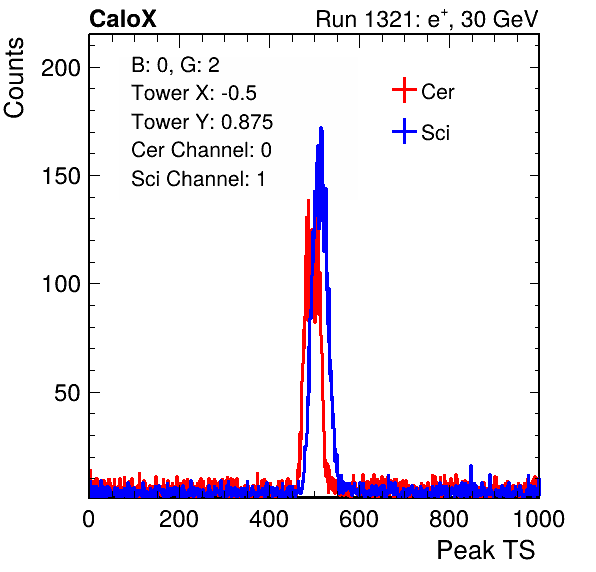 CaloX Run 1321: e+, 30 GeV
Counts
B: 0, G: 2
Tower X: -0.5
Tower Y: 0.875
Cer Channel: 0
Sci Channel: 1
Cer
Sci
200
150
100
50
0 200 400 600 800 1000
Peak TS